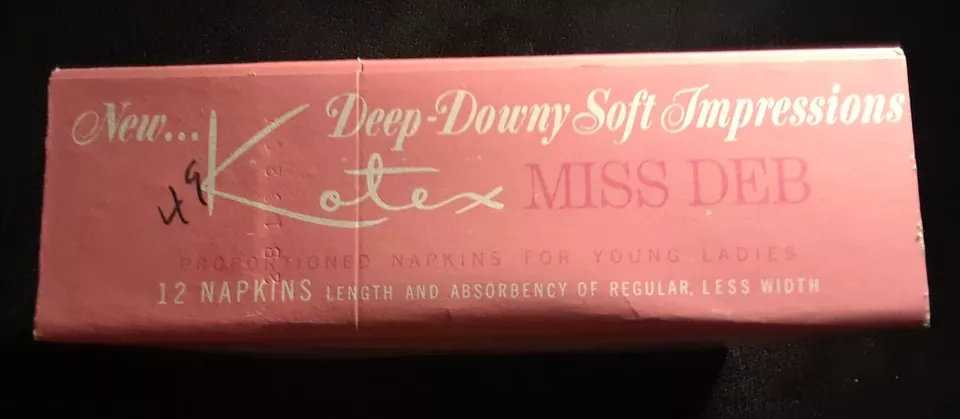 New... Deep-Downy Soft Impressions
Kotex MISS DEB
49
PROPORTIONED NAPKINS FOR YOUNG LADIES
12 NAPKINS LENGTH AND ABSORBENCY OF REGULAR, LESS WIDTH